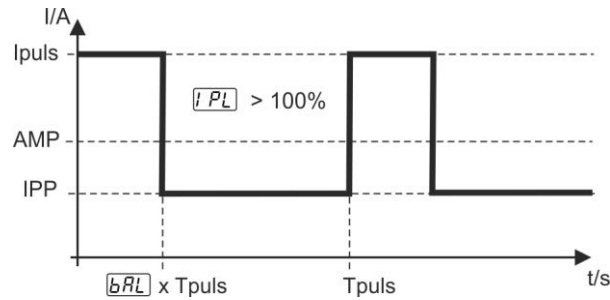 I/A
Ipuls
IPL > 100%
AMP
IPP
t/s
bAL x Tpuls
Tpuls